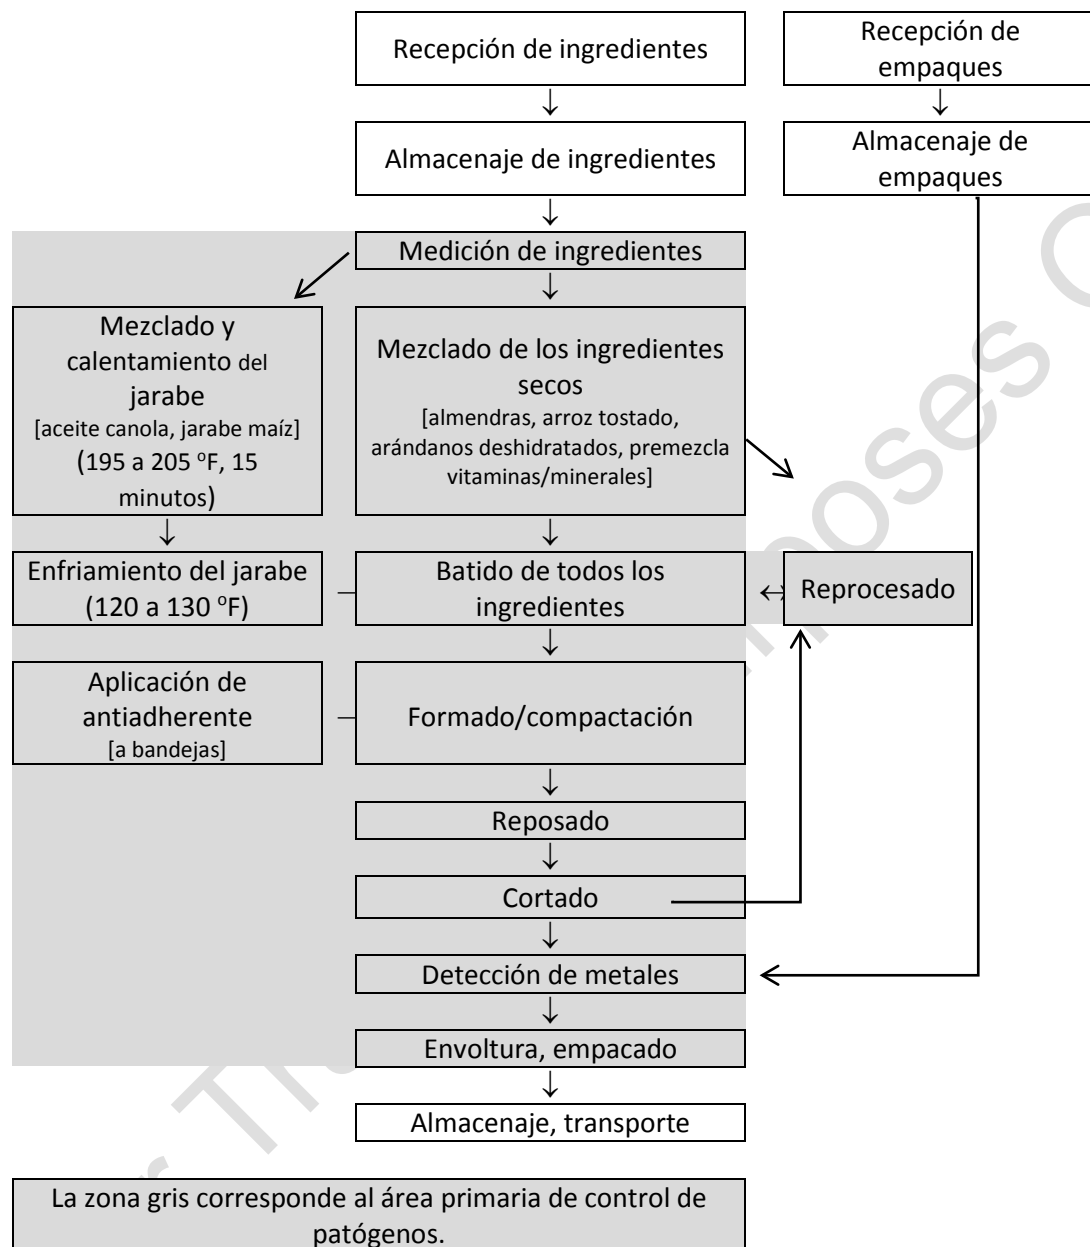 Recepción de ingredientes
Recepción de
empaques
Almacenaje de ingredientes
Almacenaje de
empaques
Medición de ingredientes
Mezclado y
calentamiento del
jarabe
[aceite canola, jarabe maíz]
(195 a 205 °F, 15
minutos)
Mezclado de los ingredientes
secos
[almendras, arroz tostado,
arándanos deshidratados, premezcla
vitaminas/minerales]
Enfriamiento del jarabe
(120 a 130 °F)
Batido de todos los
ingredientes
Reprocesado
Aplicación de
antiadherente
[a bandejas]
Formado/compactación
Reposado
Cortado
Detección de metales
Envoltura, empacado
Almacenaje, transporte
La zona gris corresponde al área primaria de control de
patógenos.